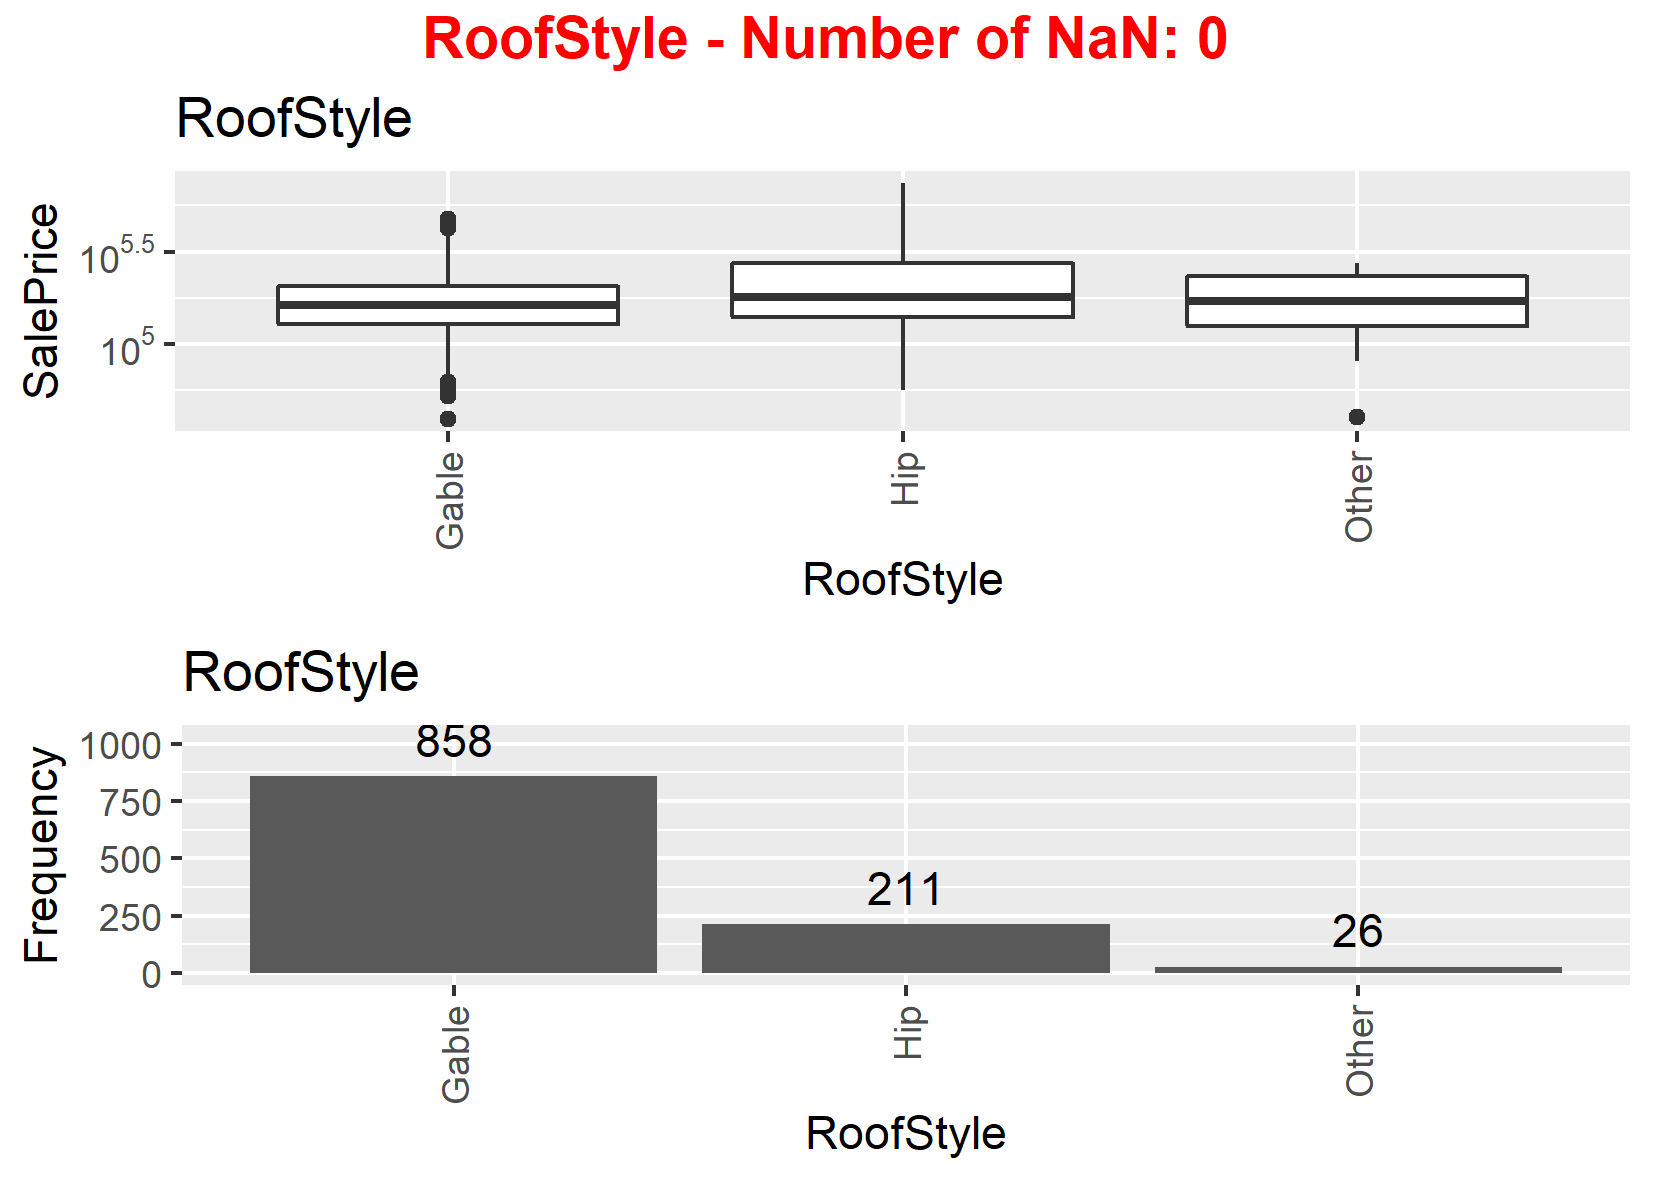 RoofStyle - Number of NaN: 0
RoofStyle
SalePrice
10^5.5
10^5
Gable
Hip
Other
RoofStyle
RoofStyle
Frequency
1000
750
500
250
0
858
211
26
Gable
Hip
Other
RoofStyle